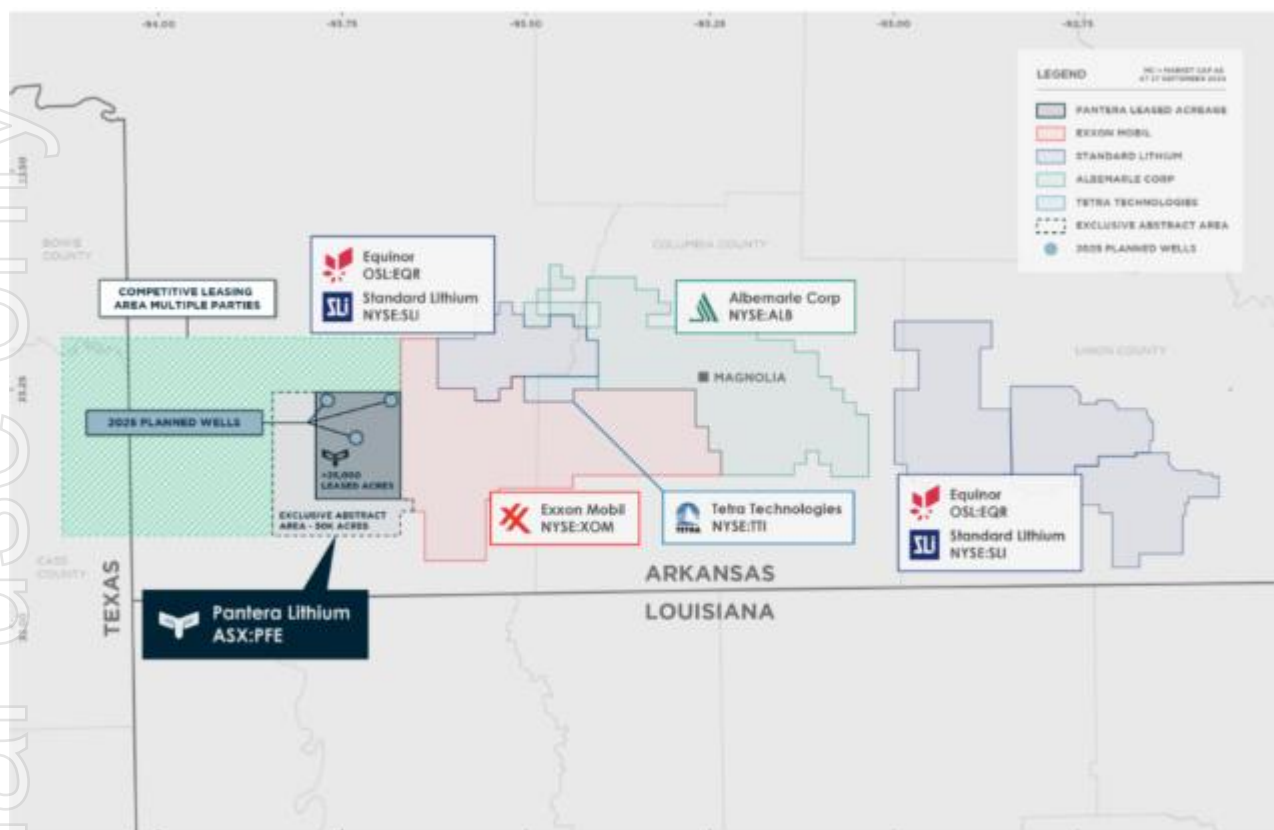 -94.00
-93.75
-93.50
-93.25
-93.00
-92.75
LEGEND
PANTERA LEASED ACREAGE
EXXON MOBIL
STANDARD LITHIUM
ALBEMARLE CORP
TETRA TECHNOLOGIES
EXCLUSIVE ABSTRACT AREA
2025 PLANNED WELLS
BOWIE
COUNTY
COLUMBIA COUNTY
UNION COUNTY
COMPETITIVE LEASING
AREA MULTIPLE PARTIES
Equinor
OSL:EQR
SLI
Standard Lithium
NYSE:SLI
Albemarle Corp
NYSE:ALB
MAGNOLIA
2025 PLANNED WELLS
LEASED ACRES
EXCLUSIVE ABSTRACT
AREA - 50K ACRES
Exxon Mobil
NYSE:XOM
TETRA
Tetra Technologies
NYSE:TTI
Equinor
OSL:EQR
SLI
Standard Lithium
NYSE:SLI
CASS
COUNTY
TEXAS
ARKANSAS
LOUISIANA
Pantera Lithium
ASX:PFE